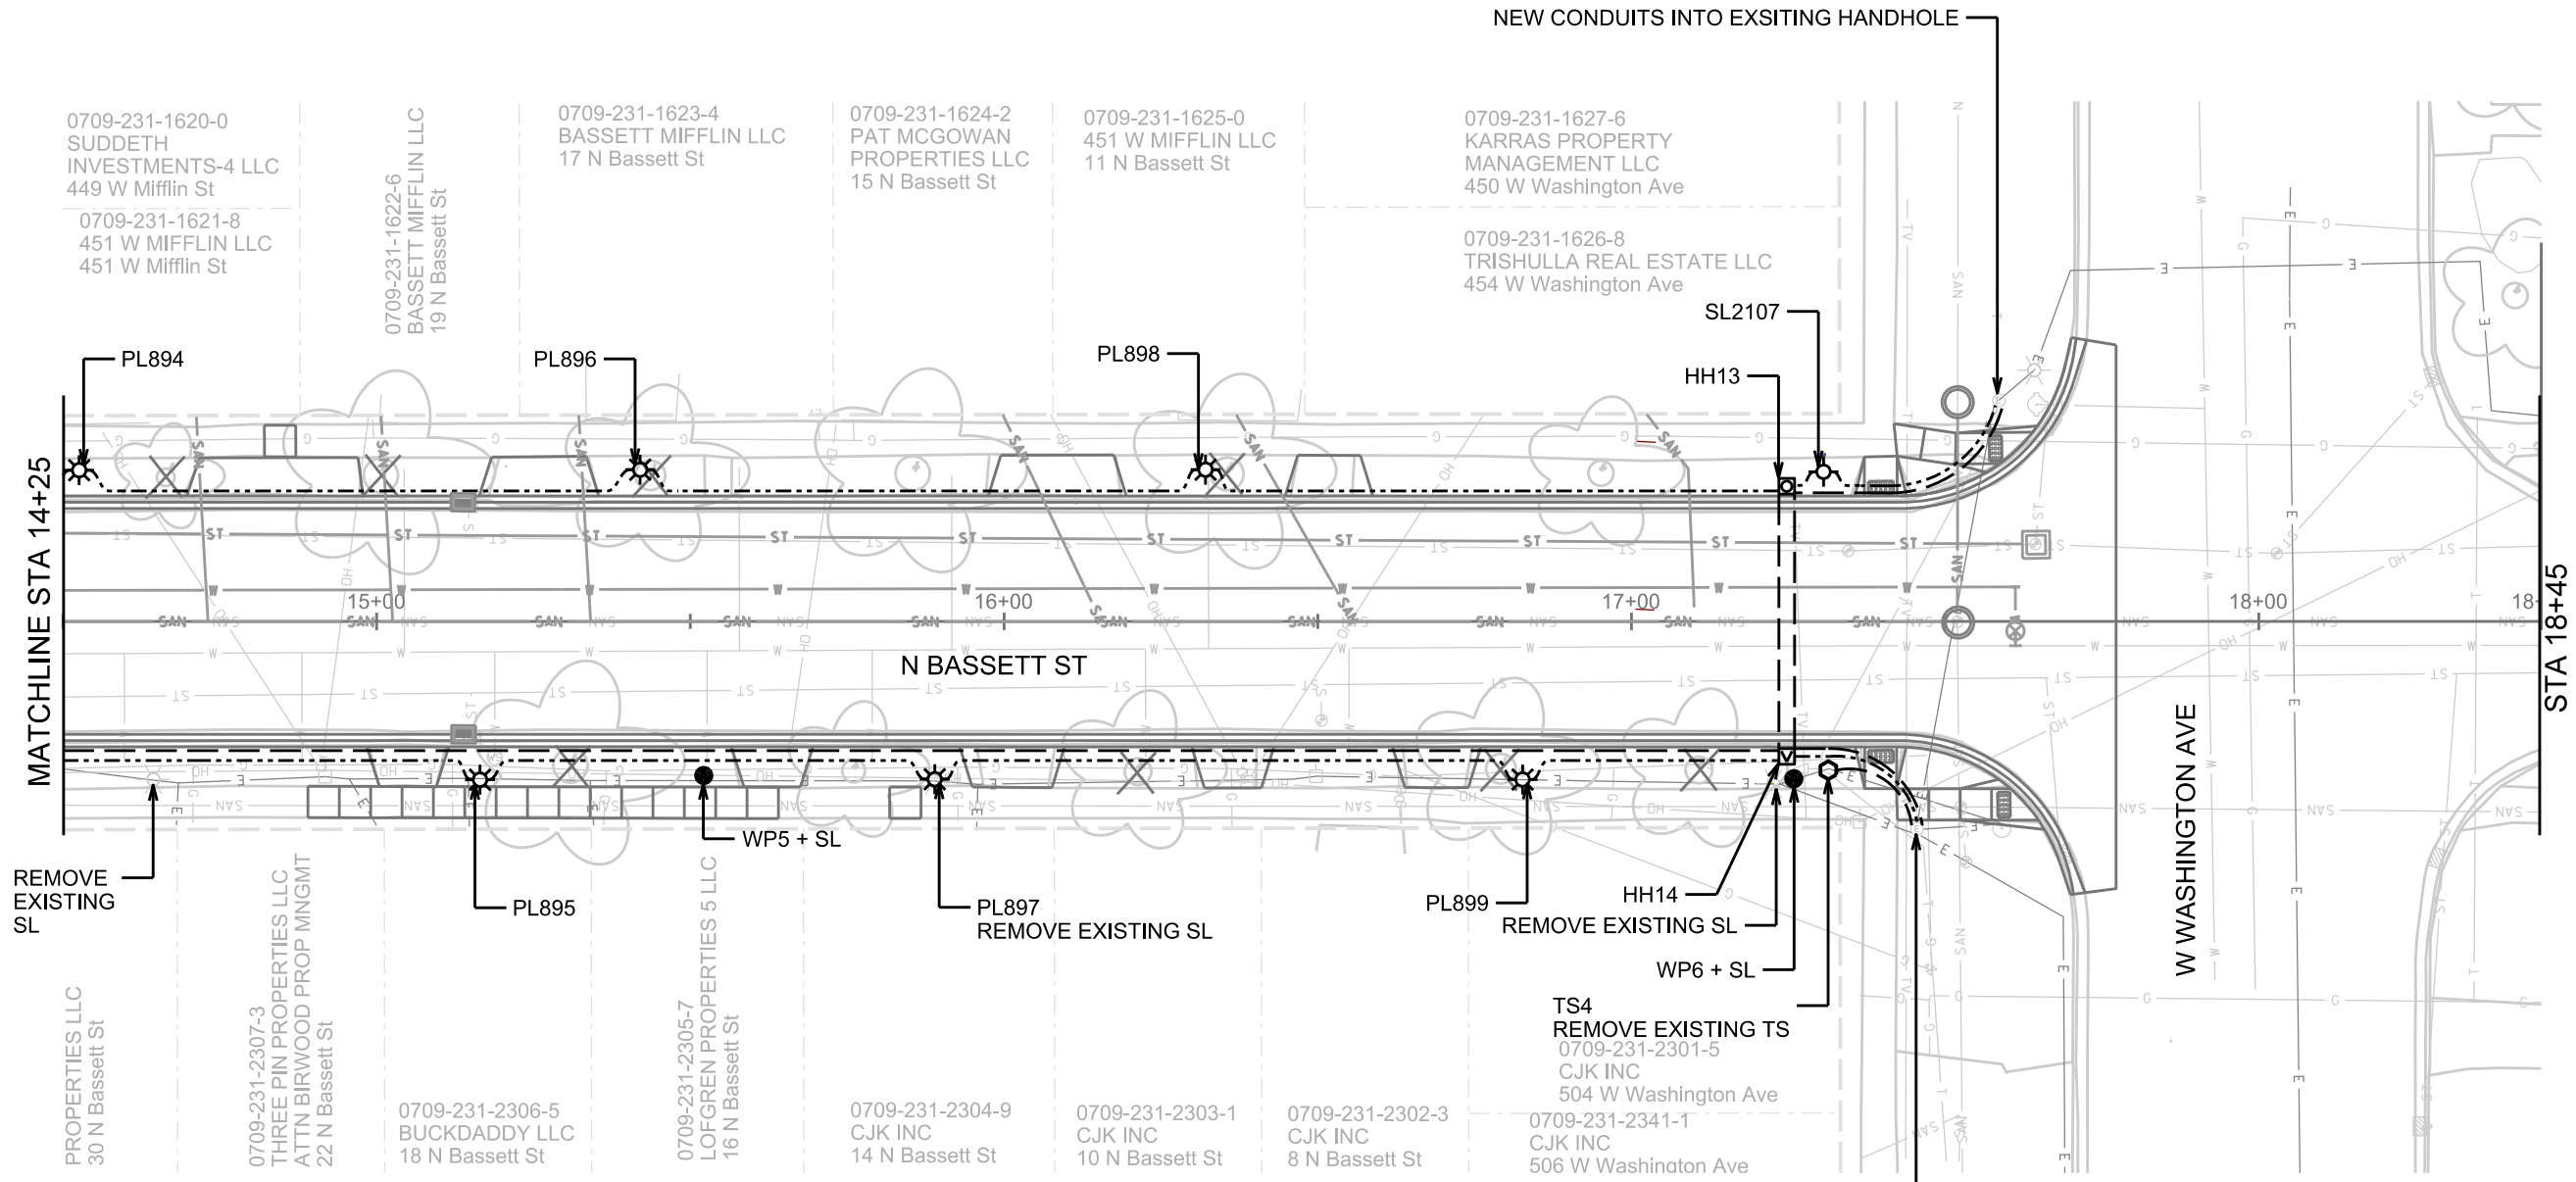 NEW CONDUITS INTO EXSITING HANDHOLE
0709-231-1620-0
SUDDETH
INVESTMENTS-4 LLC
449 W Mifflin St
0709-231-1621-8
451 W MIFFLIN LLC
451 W Mifflin St
0709-231-1622-6
BASSETT MIFFLIN LLC
19 N Bassett St
0709-231-1623-4
BASSETT MIFFLIN LLC
17 N Bassett St
0709-231-1624-2
PAT MCGOWAN
PROPERTIES LLC
15 N Bassett St
0709-231-1625-0
451 W MIFFLIN LLC
11 N Bassett St
0709-231-1627-6
KARRAS PROPERTY
MANAGEMENT LLC
450 W Washington Ave
0709-231-1626-8
TRISHULLA REAL ESTATE LLC
454 W Washington Ave
SL2107
PL894
PL896
PL898
HH13
MATCHLINE STA 14+25
15+00
16+00
17+00
18+00
18+
STA 18+45
N BASSETT ST
W WASHINGTON AVE
REMOVE
EXISTING
SL
PL895
WP5 + SL
PL897
REMOVE EXISTING SL
PL899
HH14
REMOVE EXISTING SL
WP6 + SL
TS4
REMOVE EXISTING TS
PROPERTIES LLC
30 N Bassett St
0709-231-2307-3
THREE PIN PROPERTIES LLC
ATTN BIRWOOD PROP MNGMT
22 N Bassett St
0709-231-2306-5
BUCKDADDY LLC
18 N Bassett St
0709-231-2305-7
LOFGREN PROPERTIES 5 LLC
16 N Bassett St
0709-231-2304-9
CJK INC
14 N Bassett St
0709-231-2303-1
CJK INC
10 N Bassett St
0709-231-2302-3
CJK INC
8 N Bassett St
0709-231-2301-5
CJK INC
504 W Washington Ave
0709-231-2341-1
CJK INC
506 W Washington Ave